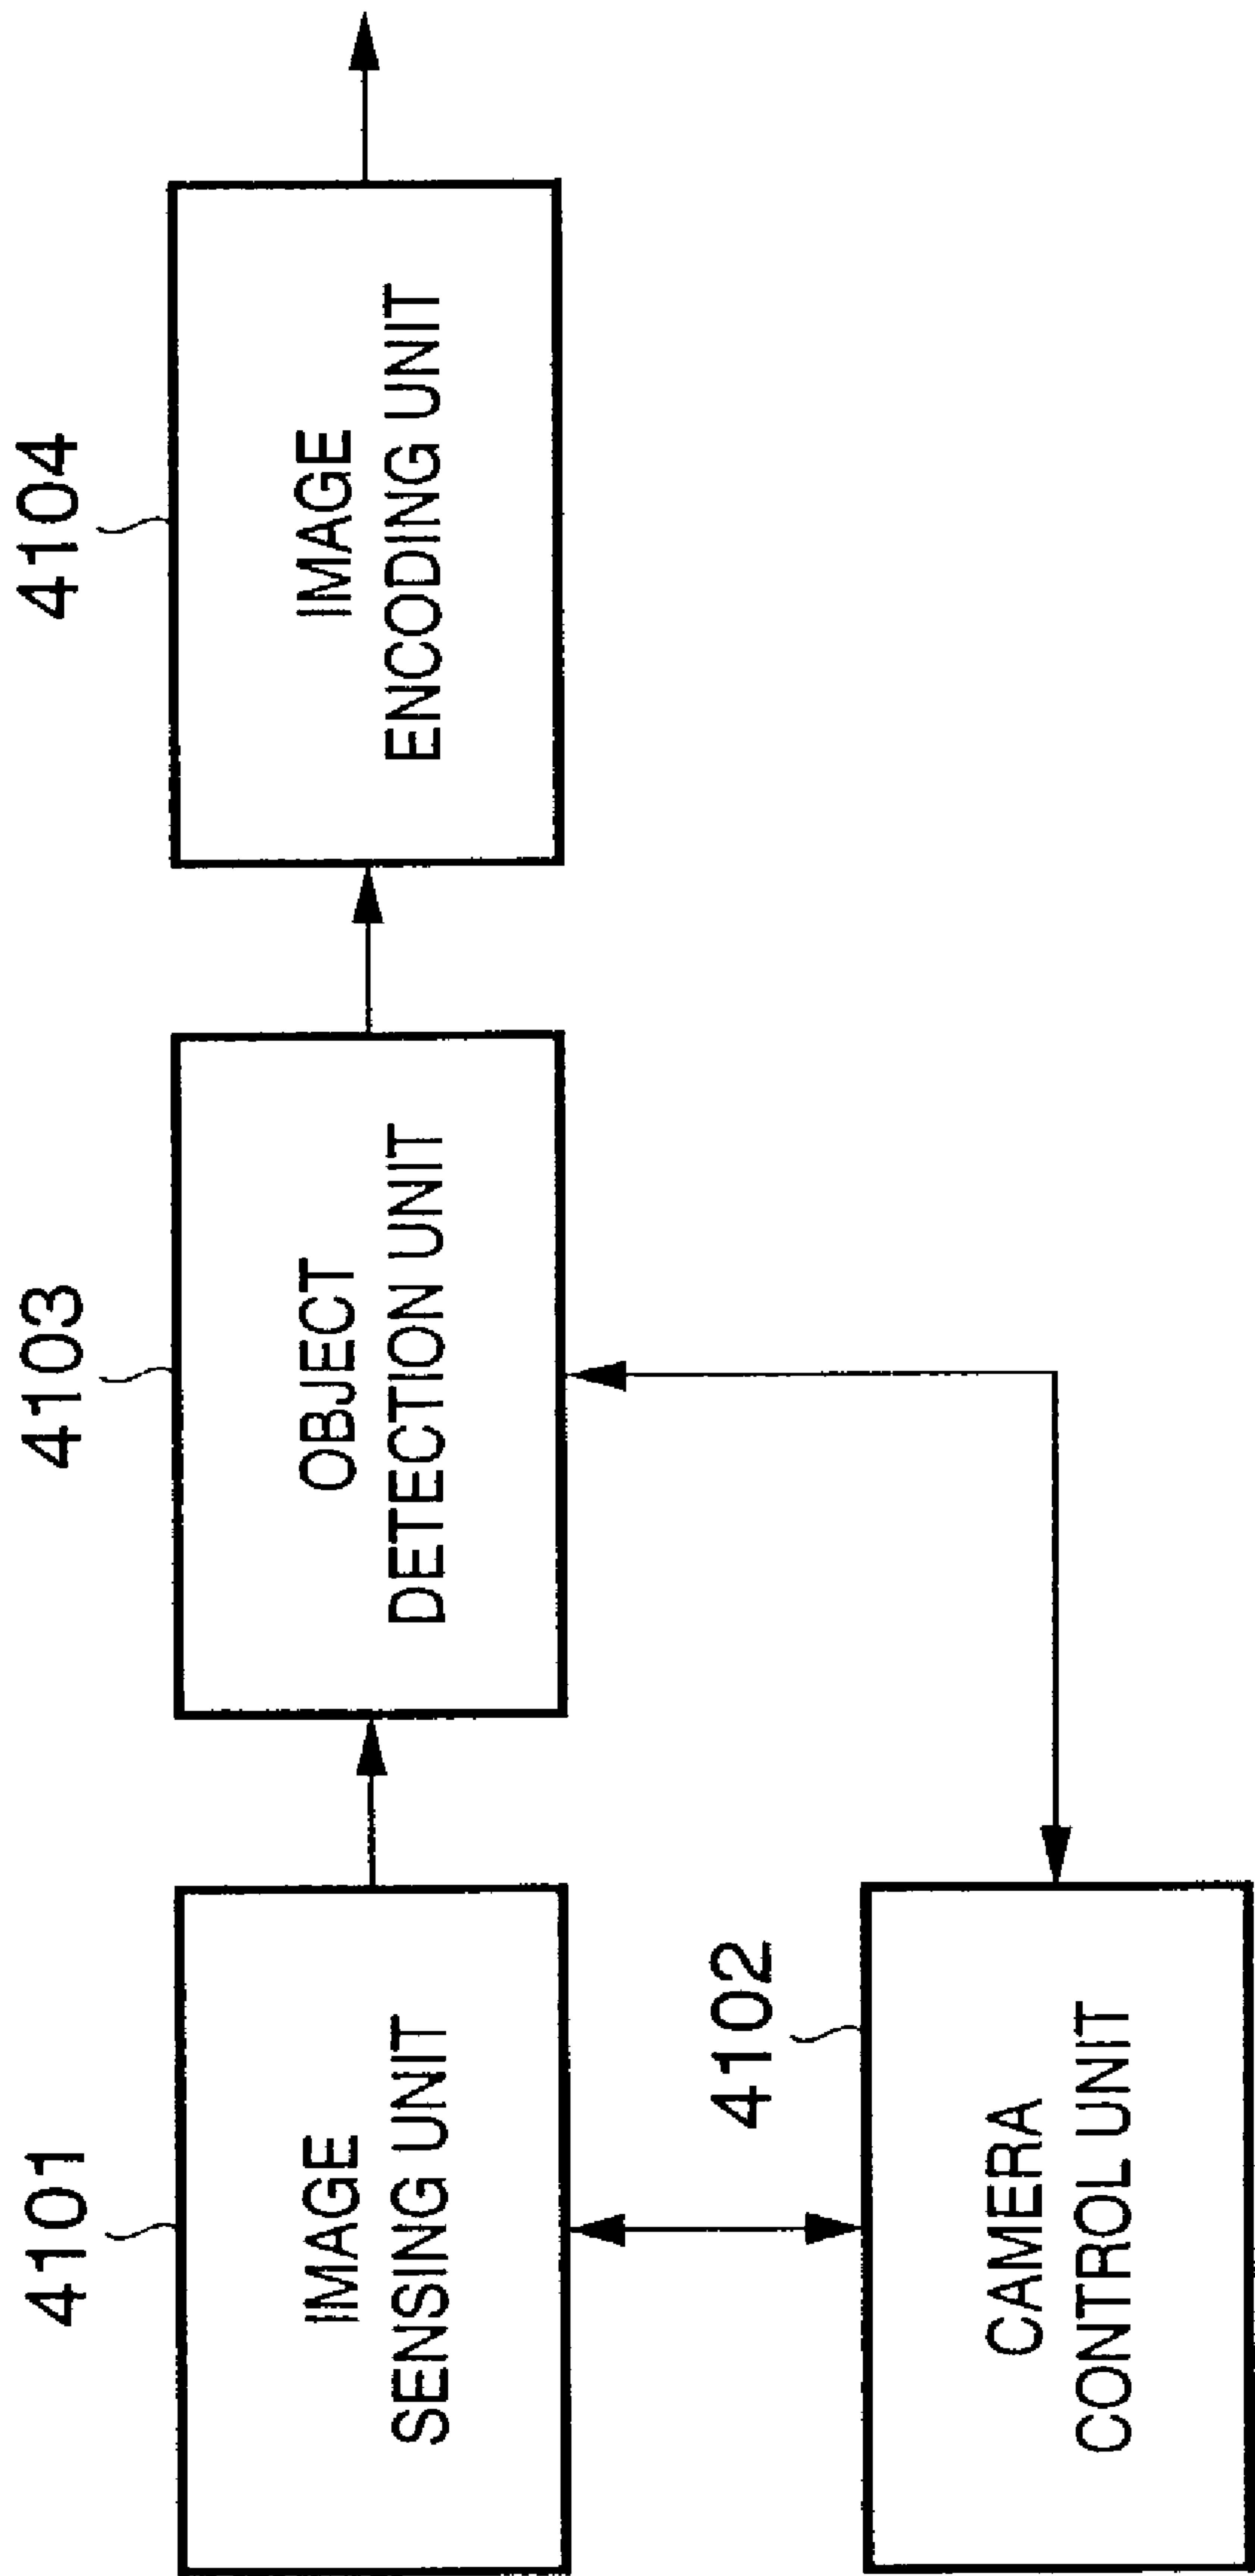 4101
IMAGE
SENSING UNIT
4103
OBJECT
DETECTION UNIT
4104
IMAGE
ENCODING UNIT
4102
CAMERA
CONTROL UNIT